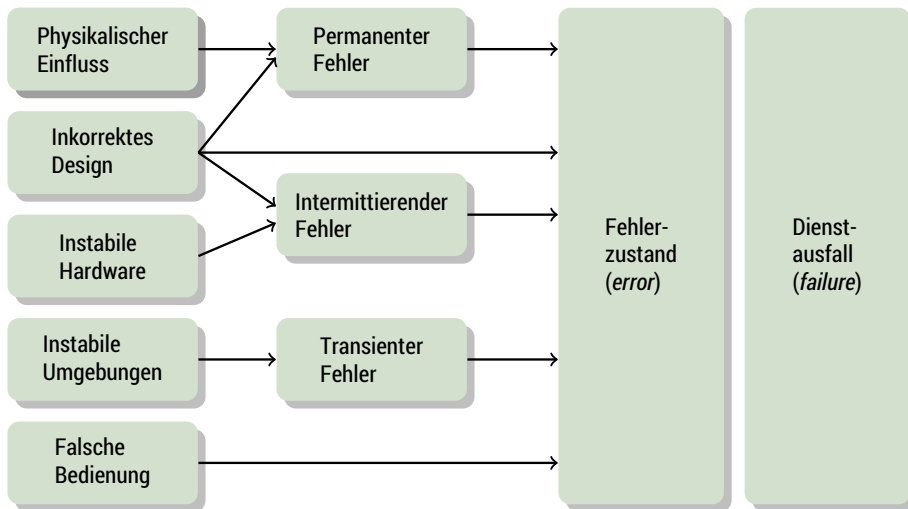 Physikalischer
Einfluss
Permanenter
Fehler
Inkorrektes
Design
Intermittierender
Fehler
Instabile
Hardware
Instabile
Umgebungen
Transienter
Fehler
Falsche
Bedienung
Fehler-
zustand
(error)
Dienst-
ausfall
(failure)